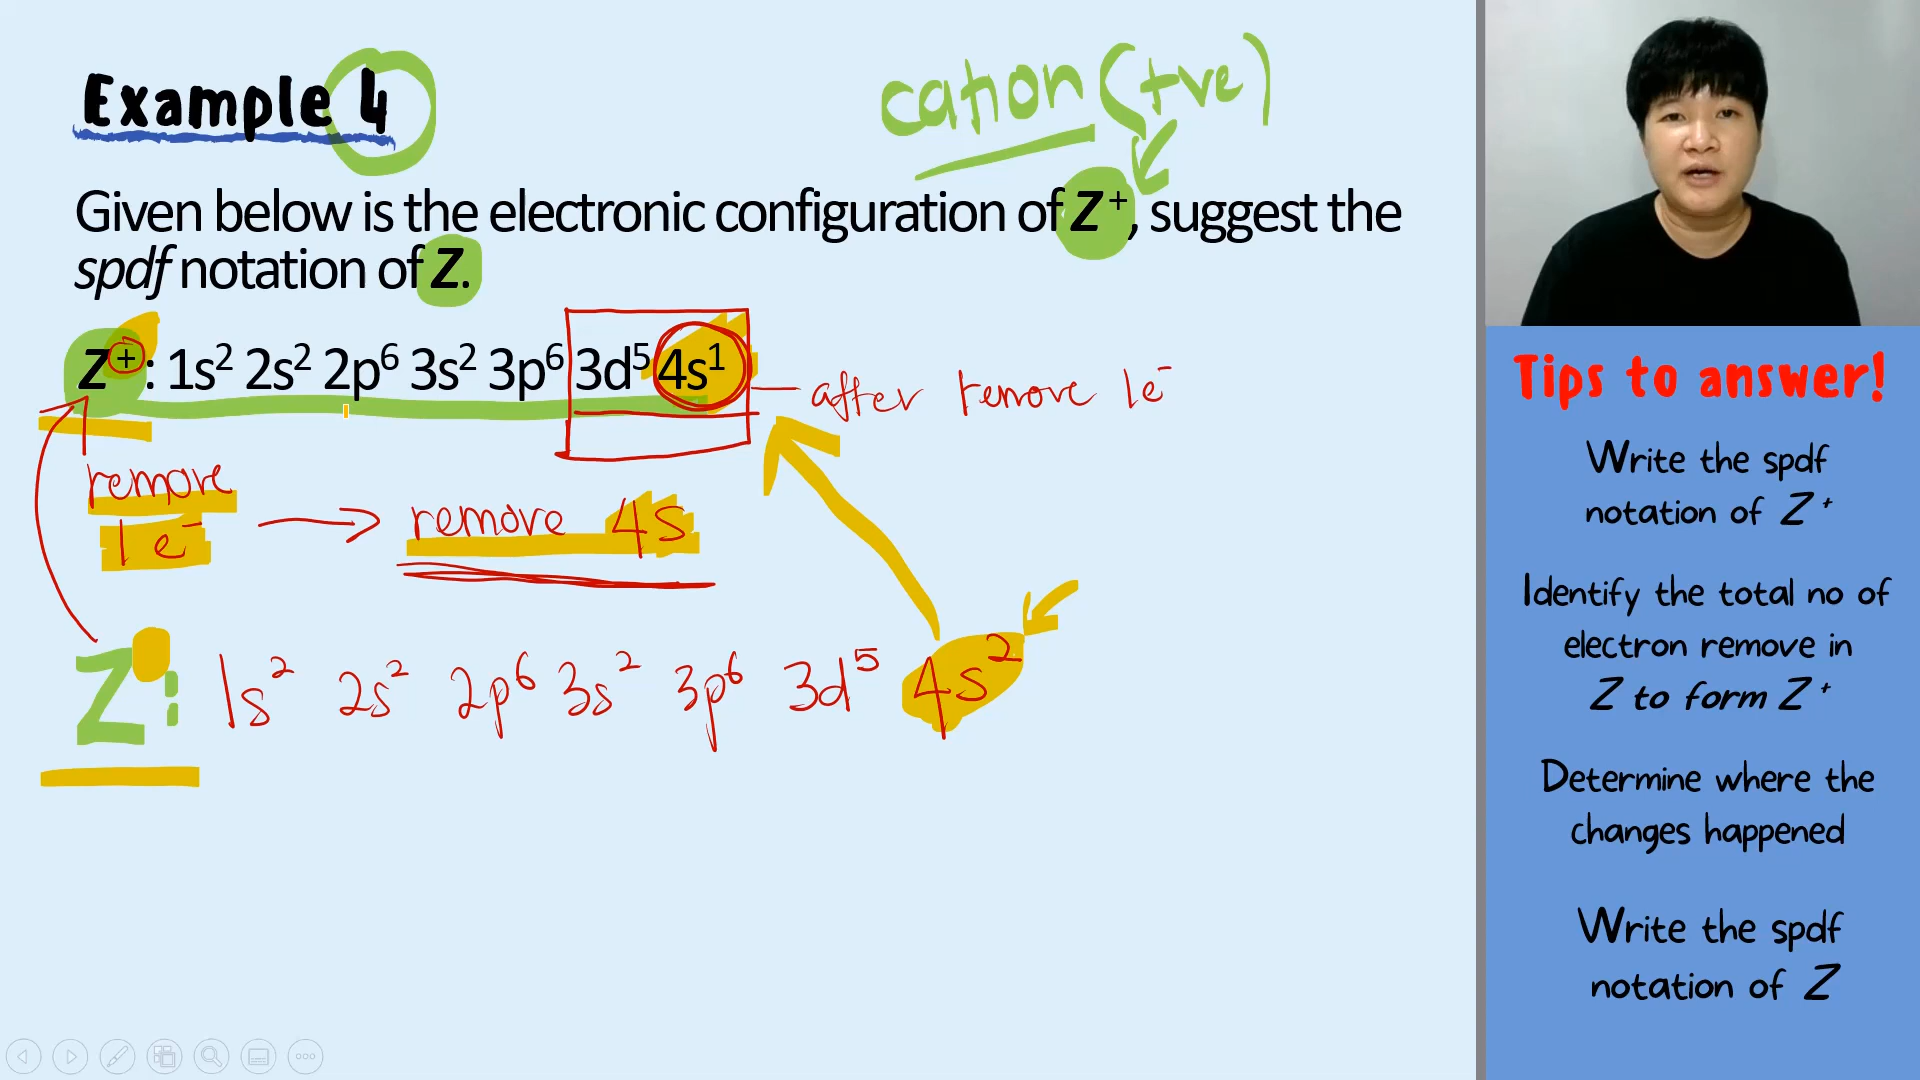 Example 4
cation (+ve)
Given below is the electronic configuration of Z⁺, suggest the
spdf notation of Z.
Z⁺ : 1s² 2s² 2p⁶ 3s² 3p⁶ 3d⁵ 4s¹
after remove 1e⁻
remove
1e⁻
remove 4s
Z: 1s² 2s² 2p⁶ 3s² 3p⁶ 3d⁵ 4s²
Tips to answer!
Write the spdf
notation of Z⁺
Identify the total no of
electron remove in
Z to form Z⁺
Determine where the
changes happened
Write the spdf
notation of Z